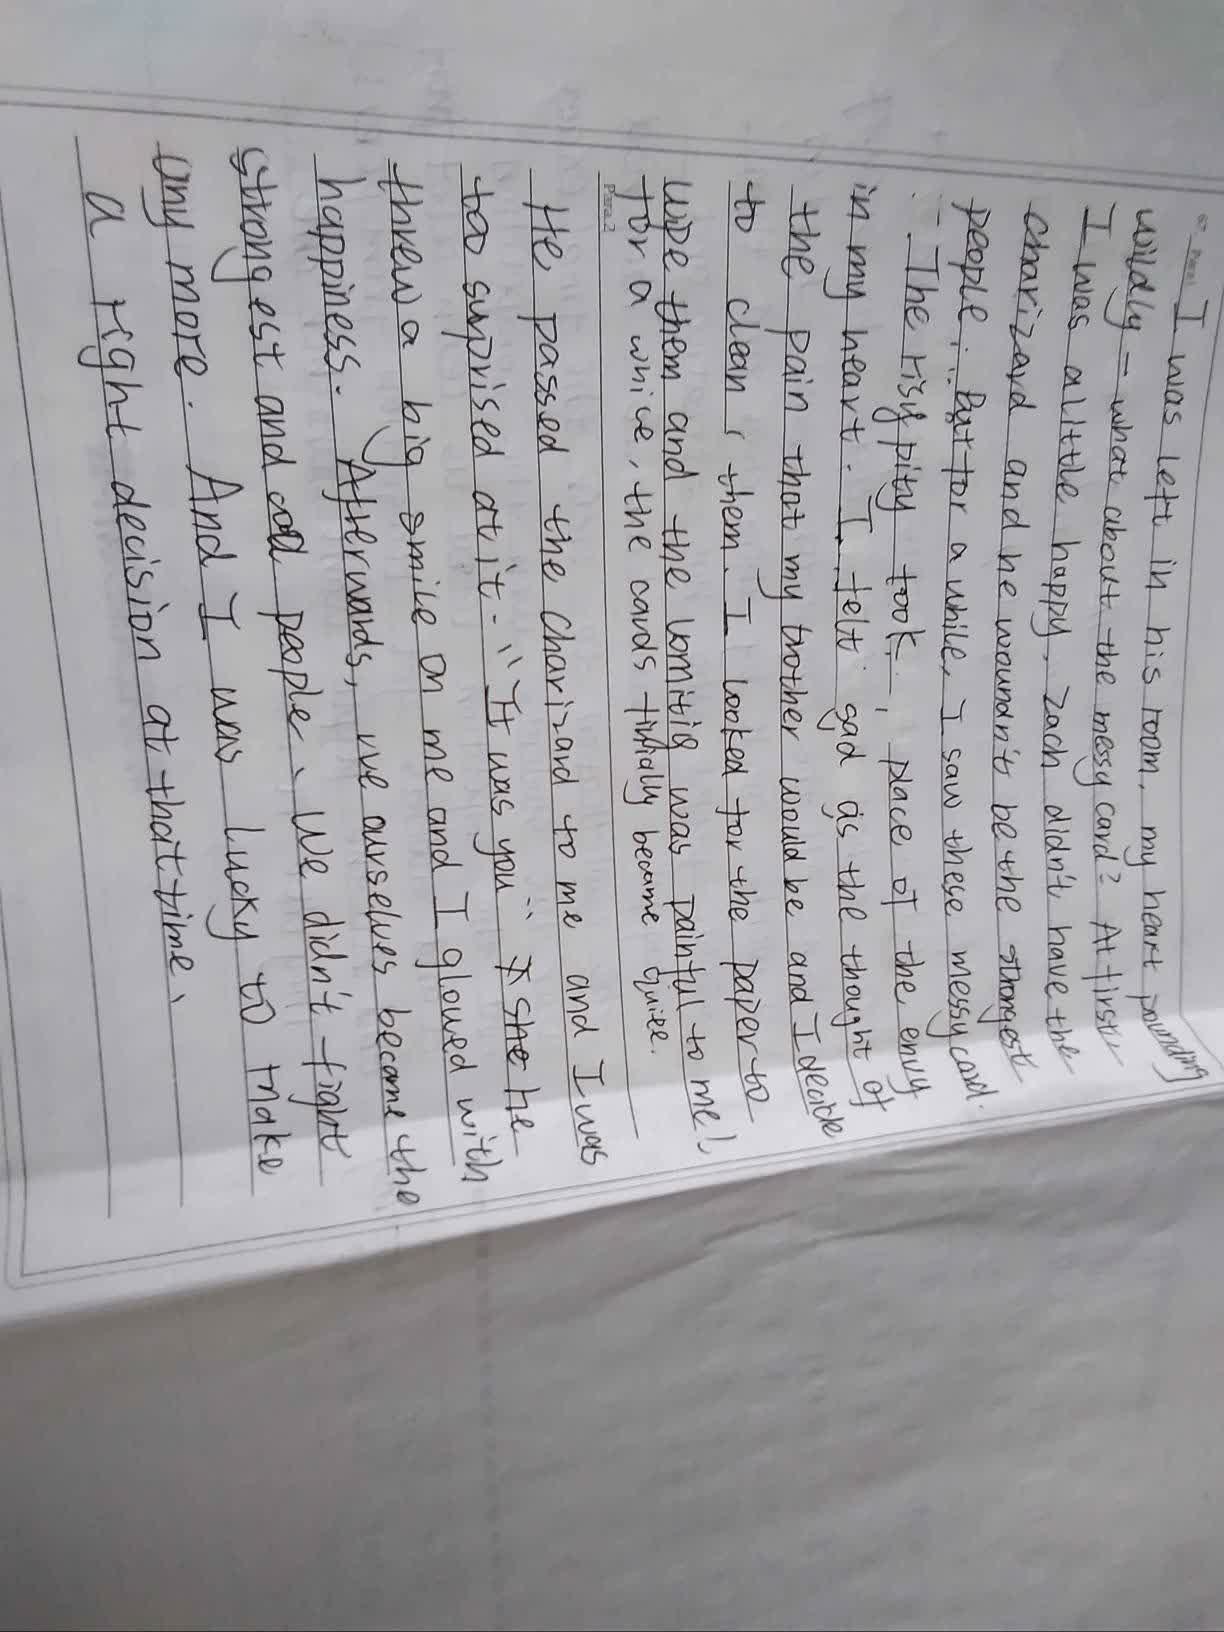 Para1 I was left in his room, my heart pounding
wildly – what about the messy card? At first
I was a little happy, Zach didn't have the
charizard and he woundn't be the strongest
people ... But for a while, I saw these messy card.
The risy pity took, place of the envy
in my heart. I felt sad as the thought of
the pain that my brother would be and I decide
to clean, them. I looked for the paper to
wipe them and the vomitig was painful to me!
for a while, the cards finially became quiee.
Para2
He passed the charizard to me and I was
too surprised at it. "It was you" she he
threw a big smile on me and I glowed with
happiness. Afterwards, we ourselves became the
strongest and people. We didn't fight
any more. And I was lucky to make
a right decision at that time.